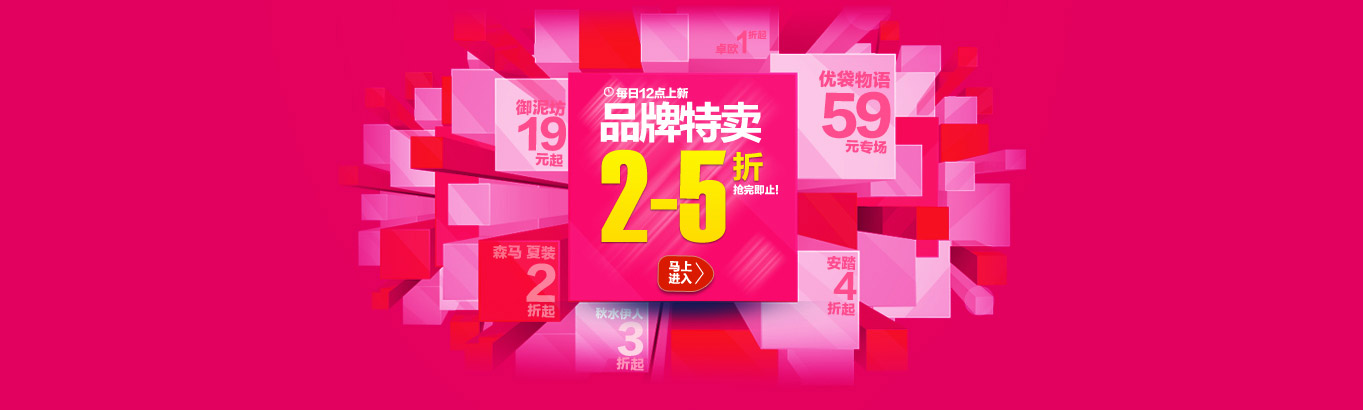 卓欧1折起
御泥坊
19
元起
每日12点上新
品牌特卖
2-5折
抢完即止!
马上
进入
优袋物语
59
元专场
森马 夏装
2
折起
秋水伊人
3
折起
安踏
4
折起